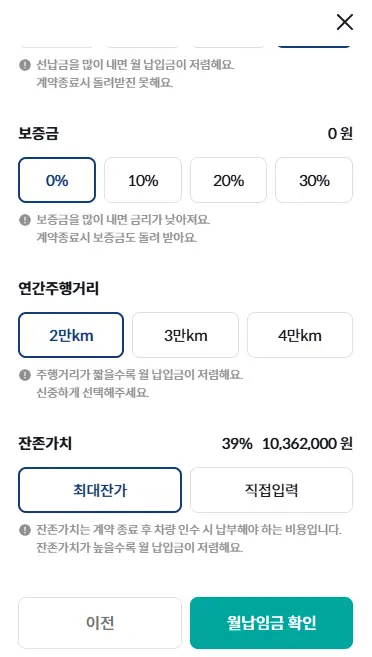 선납금을 많이 내면 월 납입금이 저렴해요.
계약종료시 돌려받진 못해요.
보증금 0 원
0% 10% 20% 30%
보증금을 많이 내면 금리가 낮아져요.
계약종료시 보증금도 돌려 받아요.
연간주행거리
2만km 3만km 4만km
주행거리가 짧을수록 월 납입금이 저렴해요.
신중하게 선택해주세요.
잔존가치 39% 10,362,000 원
최대잔가 직접입력
잔존가치는 계약 종료 후 차량 인수 시 납부해야 하는 비용입니다.
잔존가치가 높을수록 월 납입금이 저렴해요.
이전 월납입금 확인